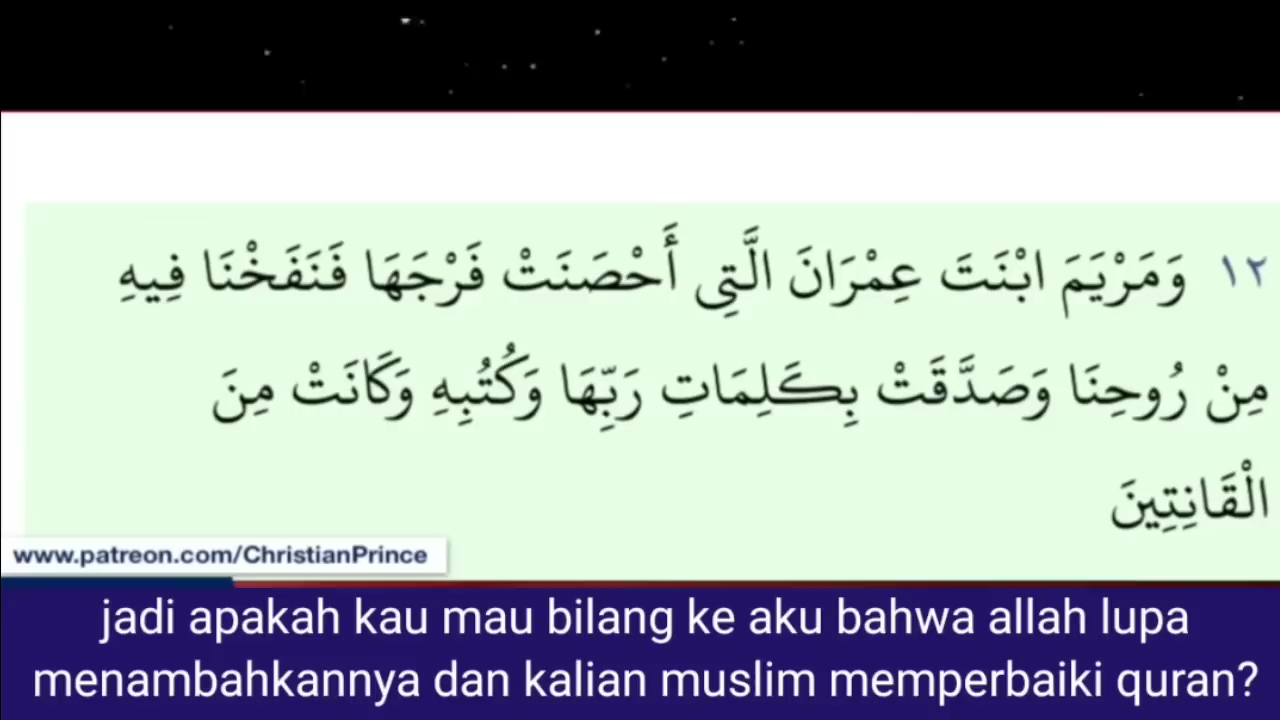 ١٢ وَمَرْيَمَ ابْنَتَ عِمْرَانَ الَّتِي أَحْصَنَتْ فَرْجَهَا فَنَفَخْنَا فِيهِ
مِنْ رُوحِنَا وَصَدَّقَتْ بِكَلِمَاتِ رَبِّهَا وَكُتُبِهِ وَكَانَتْ مِنَ
الْقَانِتِينَ
www.patreon.com/ChristianPrince
jadi apakah kau mau bilang ke aku bahwa allah lupa
menambahkannya dan kalian muslim memperbaiki quran?